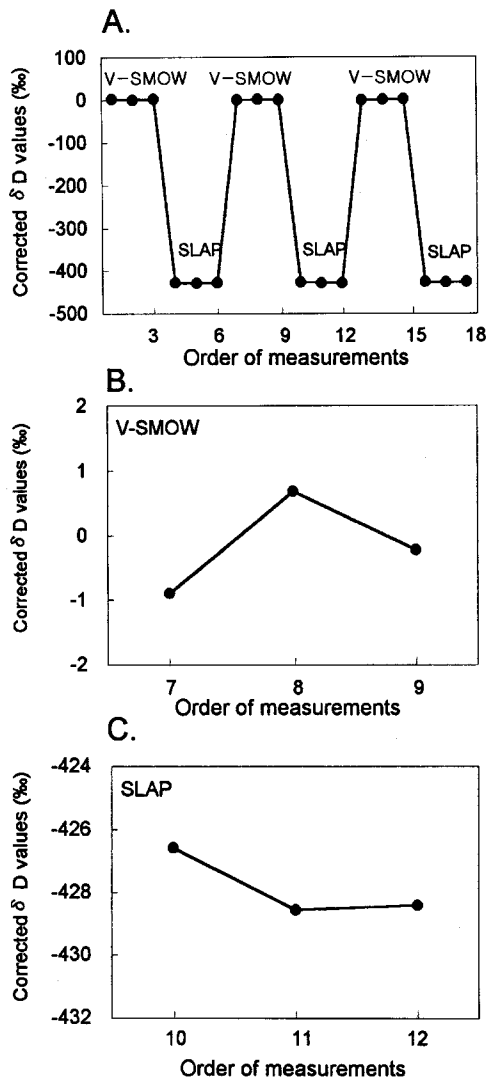 A.
Corrected δ D values (‰)
100
0
-100
-200
-300
-400
-500
V-SMOW
V-SMOW
V-SMOW
SLAP
SLAP
SLAP
3
6
9
12
15
18
Order of measurements
B.
Corrected δ D values (‰)
2
1
0
-1
-2
V-SMOW
7
8
9
Order of measurements
C.
Corrected δ D values (‰)
-424
-426
-428
-430
-432
SLAP
10
11
12
Order of measurements